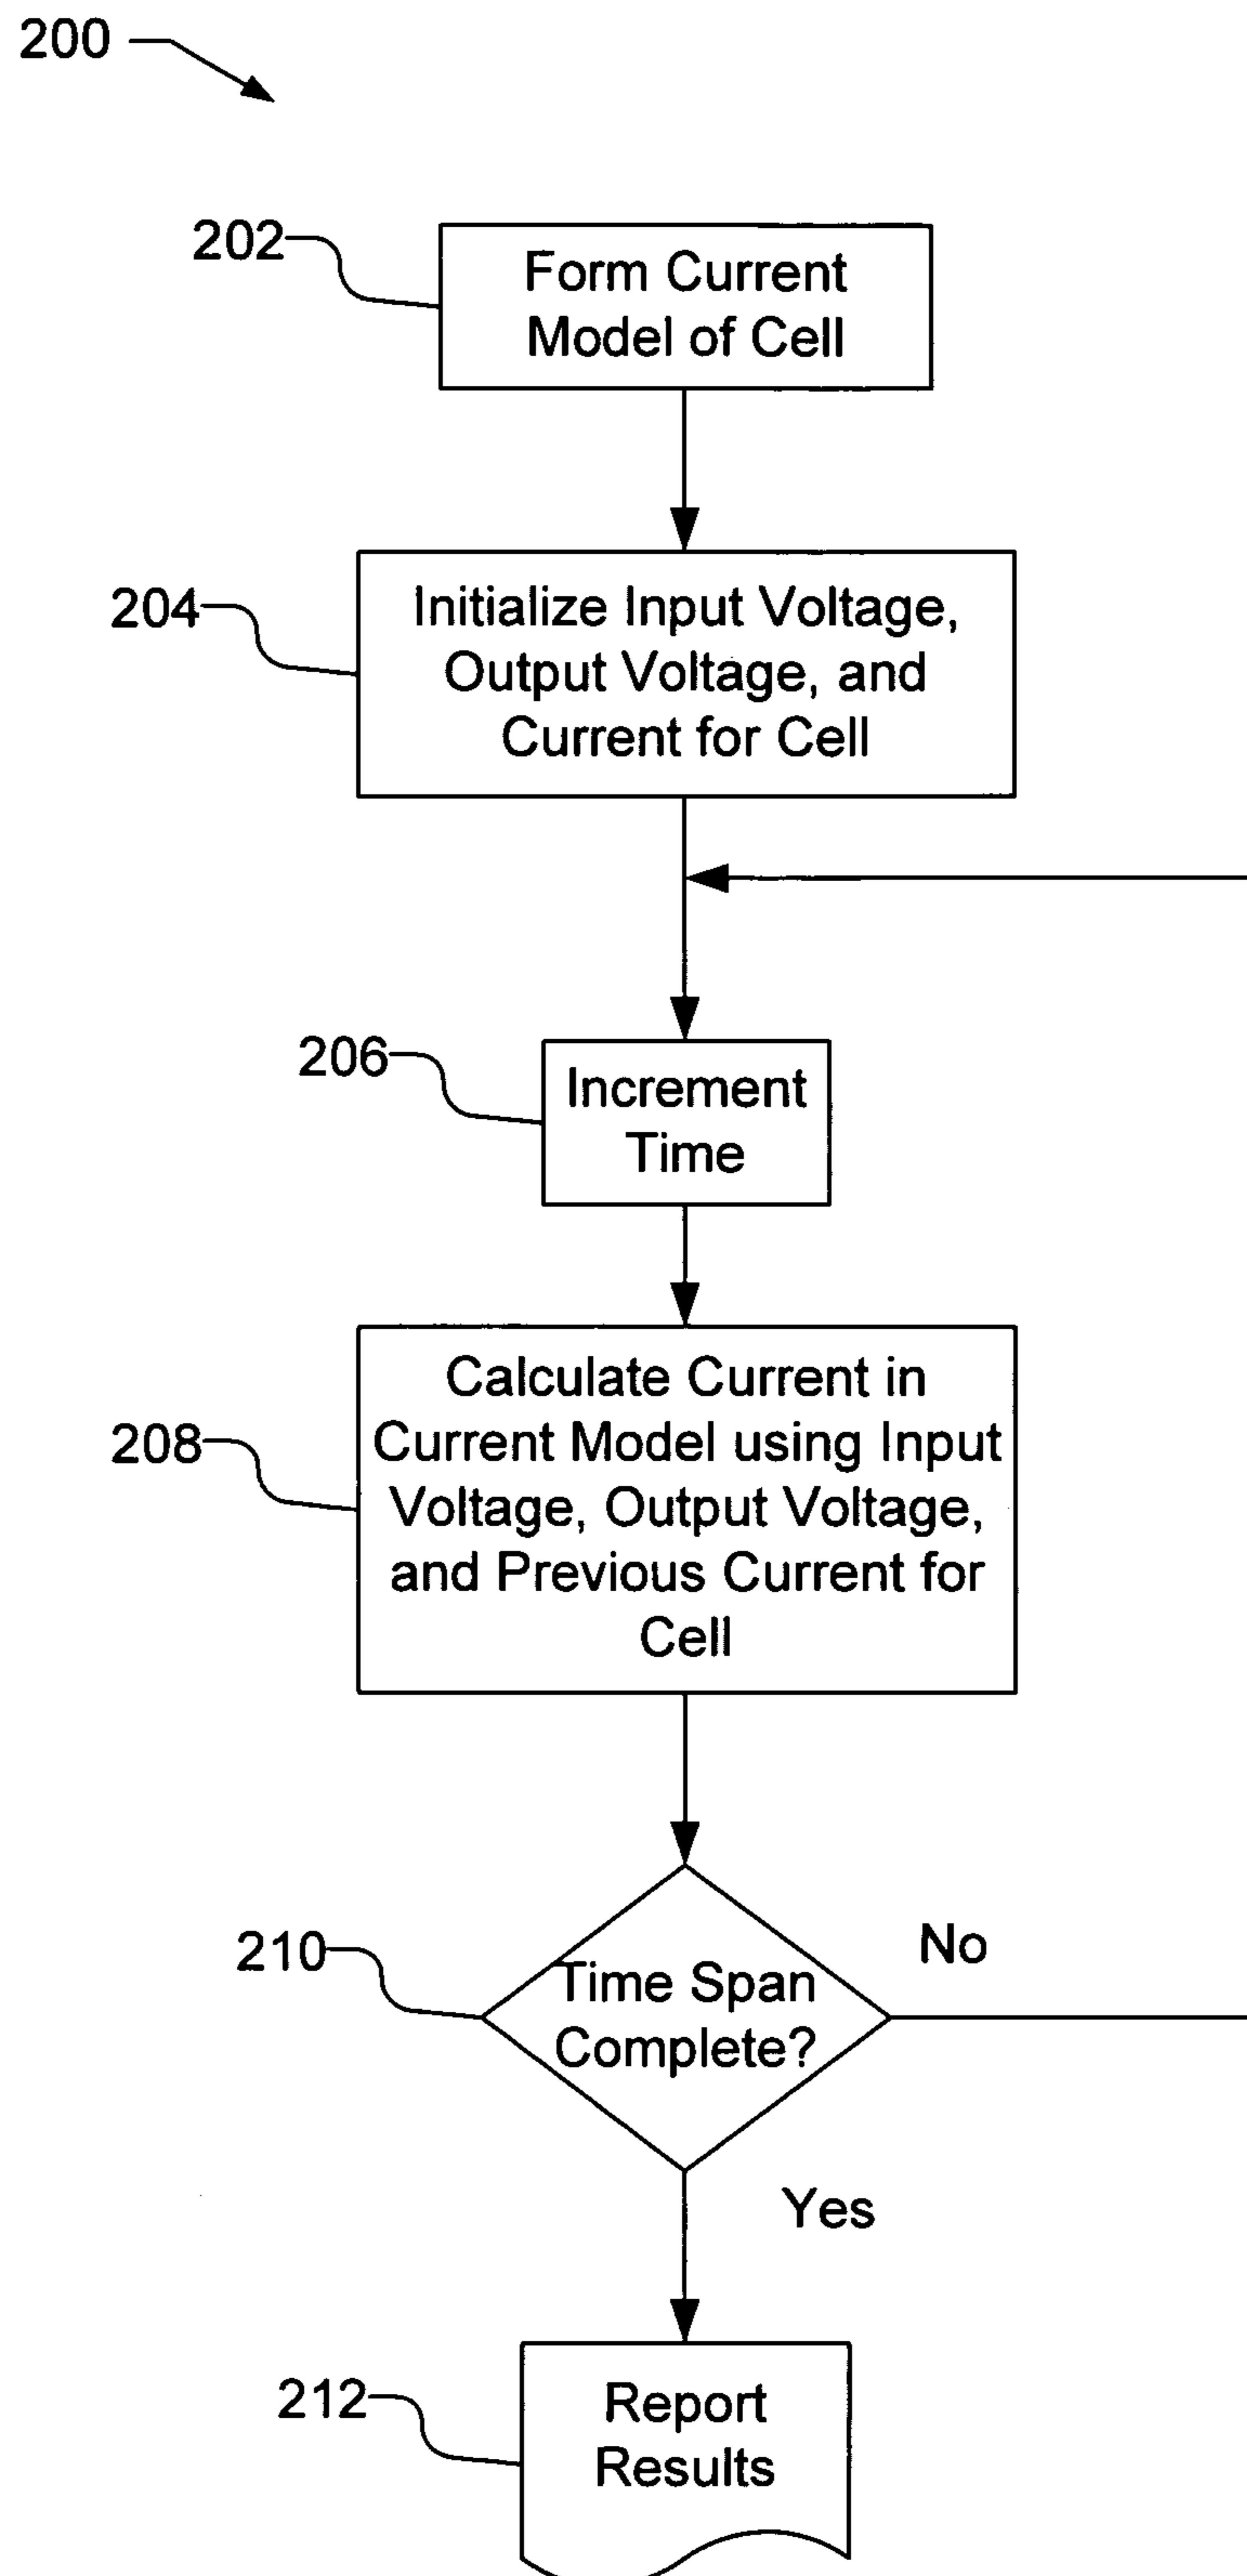 200
202
Form Current
Model of Cell
204
Initialize Input Voltage,
Output Voltage, and
Current for Cell
206
Increment
Time
208
Calculate Current in
Current Model using Input
Voltage, Output Voltage,
and Previous Current for
Cell
210
Time Span
Complete?
No
Yes
212
Report
Results